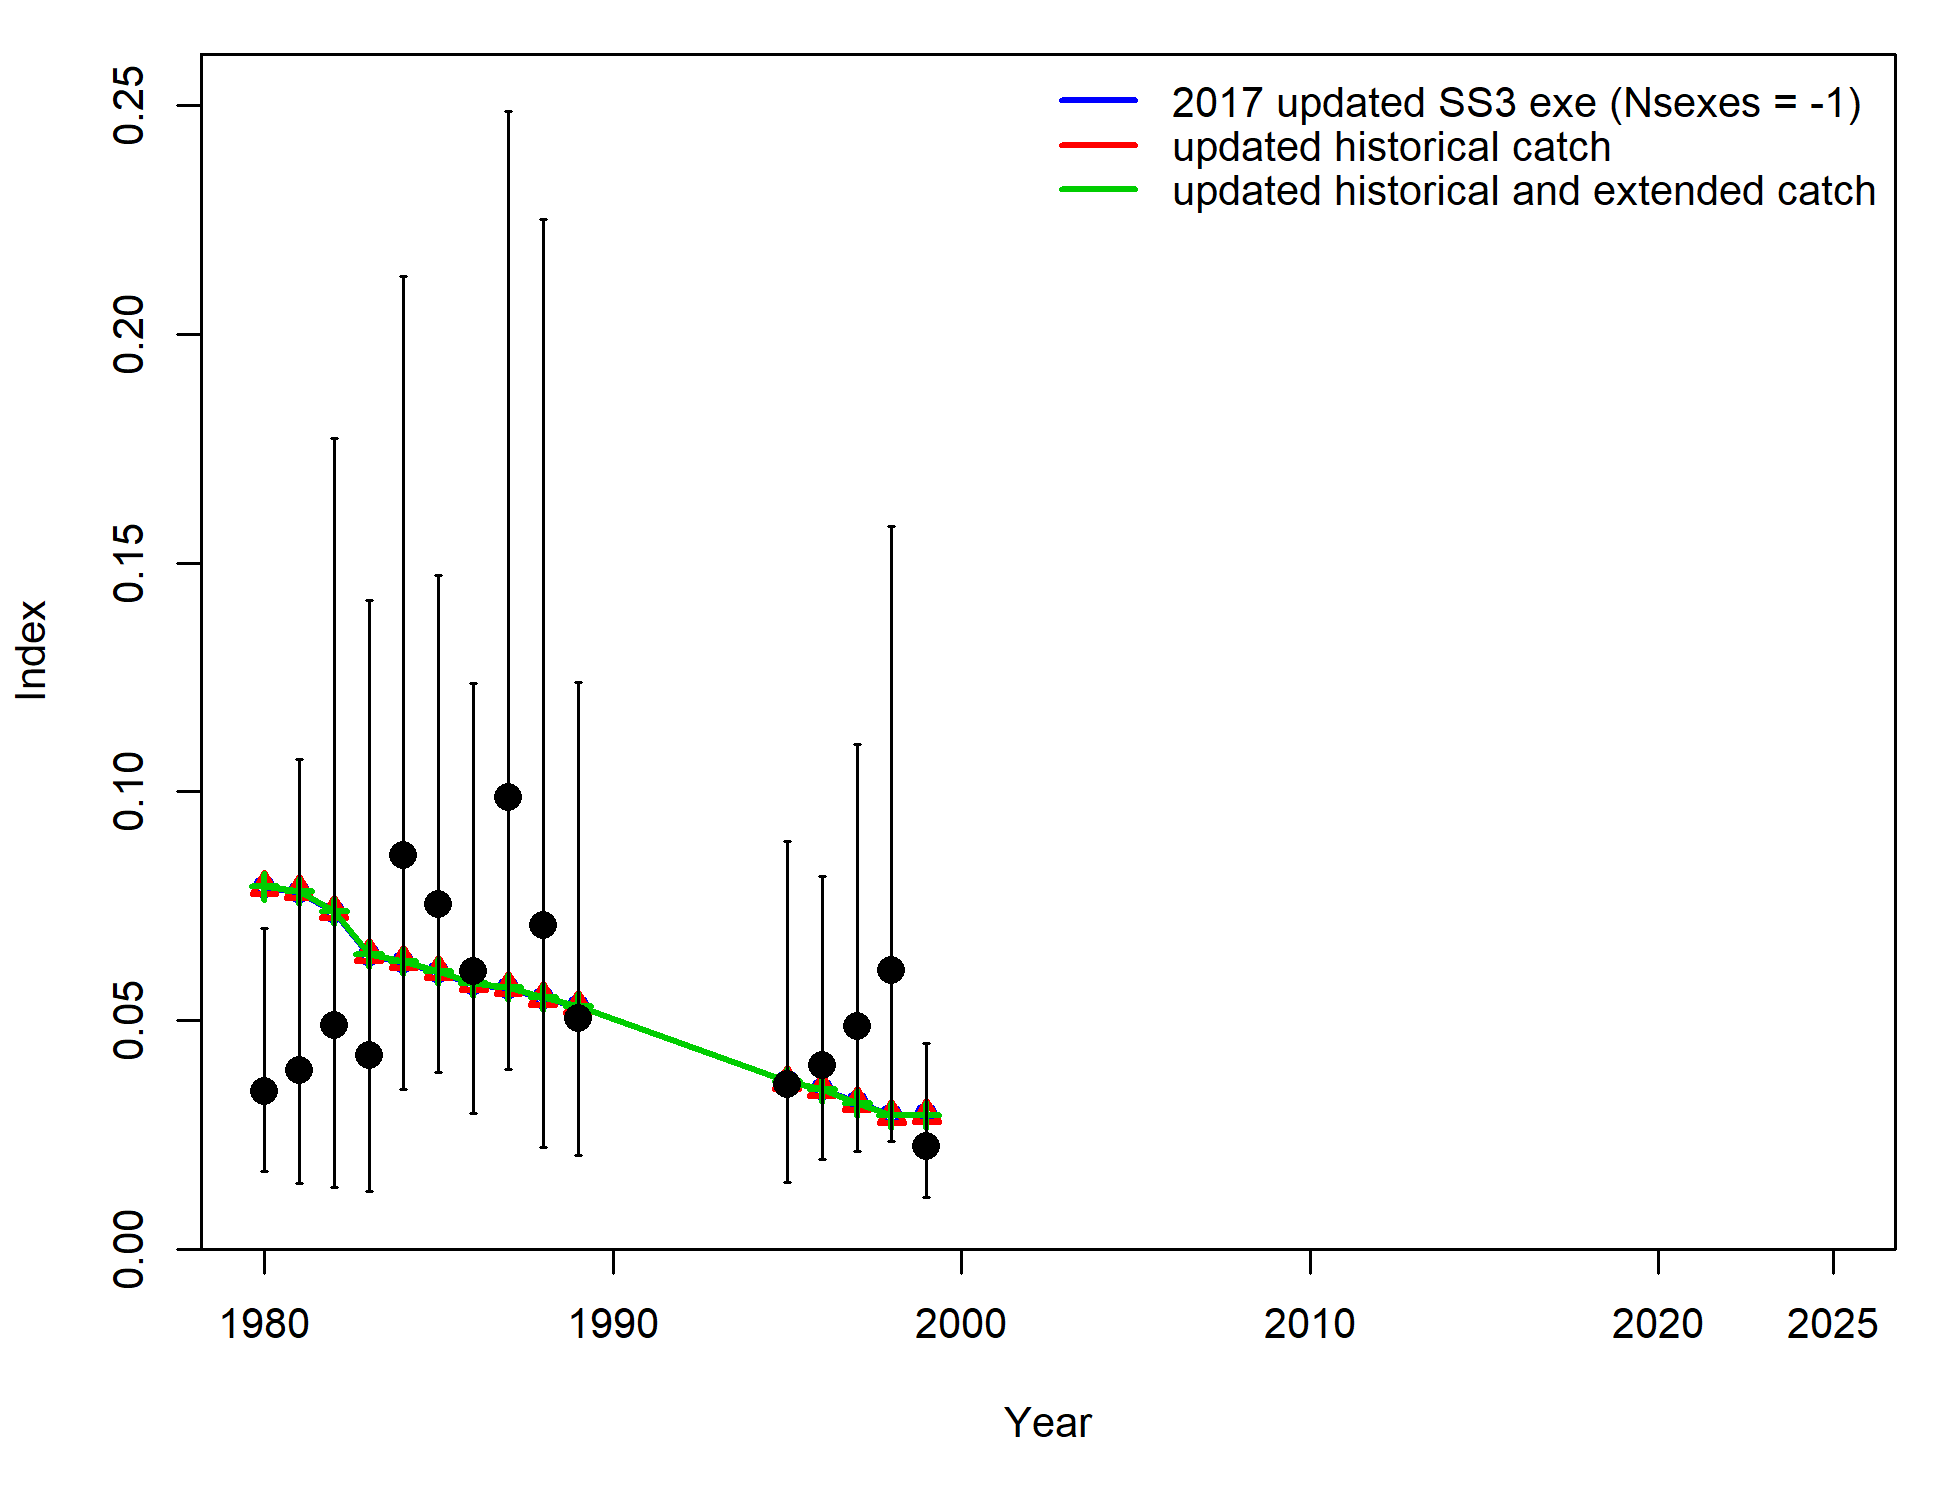 2017 updated SS3 exe (Nsexes = -1)
updated historical catch
updated historical and extended catch
0.25
0.20
0.15
0.10
0.05
0.00
Index
1980 1990 2000 2010 2020 2025
Year